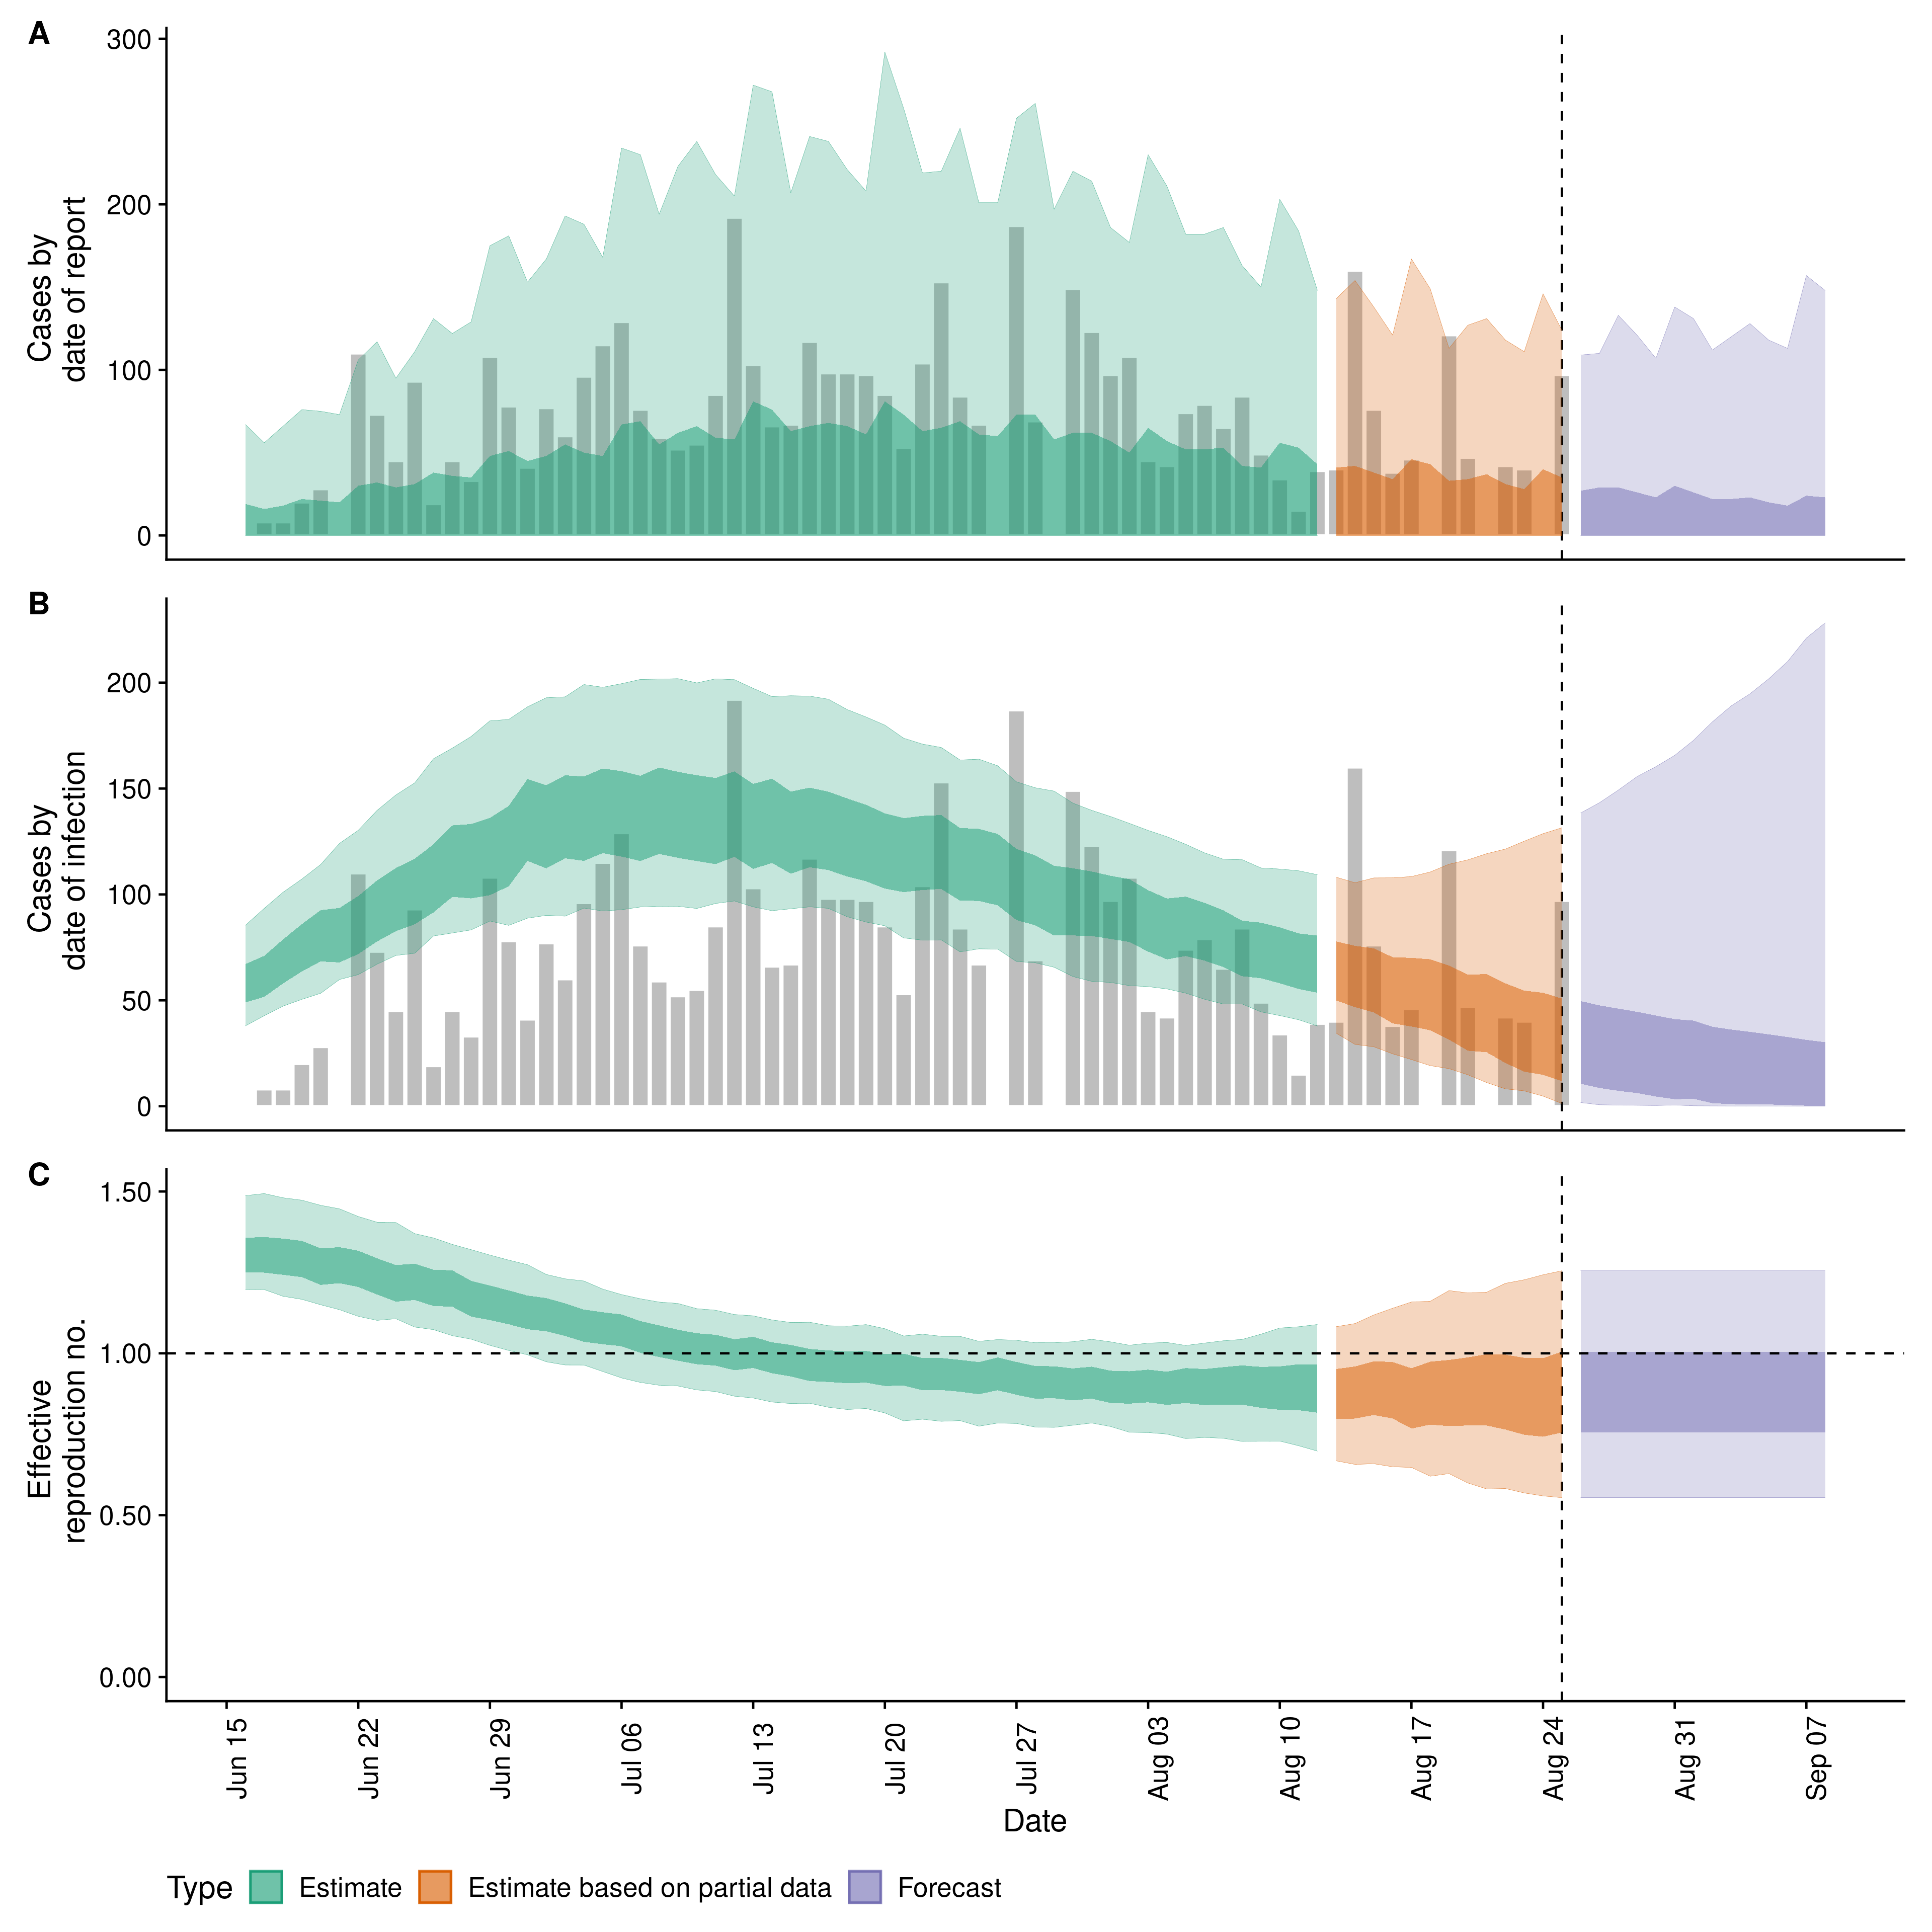 A
Cases by
date of report
300
200
100
0
B
Cases by
date of infection
200
150
100
50
0
C
Effective
reproduction no.
1.50
1.00
0.50
0.00
Jun 15
Jun 22
Jun 29
Jul 06
Jul 13
Jul 20
Jul 27
Aug 03
Aug 10
Aug 17
Aug 24
Aug 31
Sep 07
Date
Type Estimate Estimate based on partial data Forecast